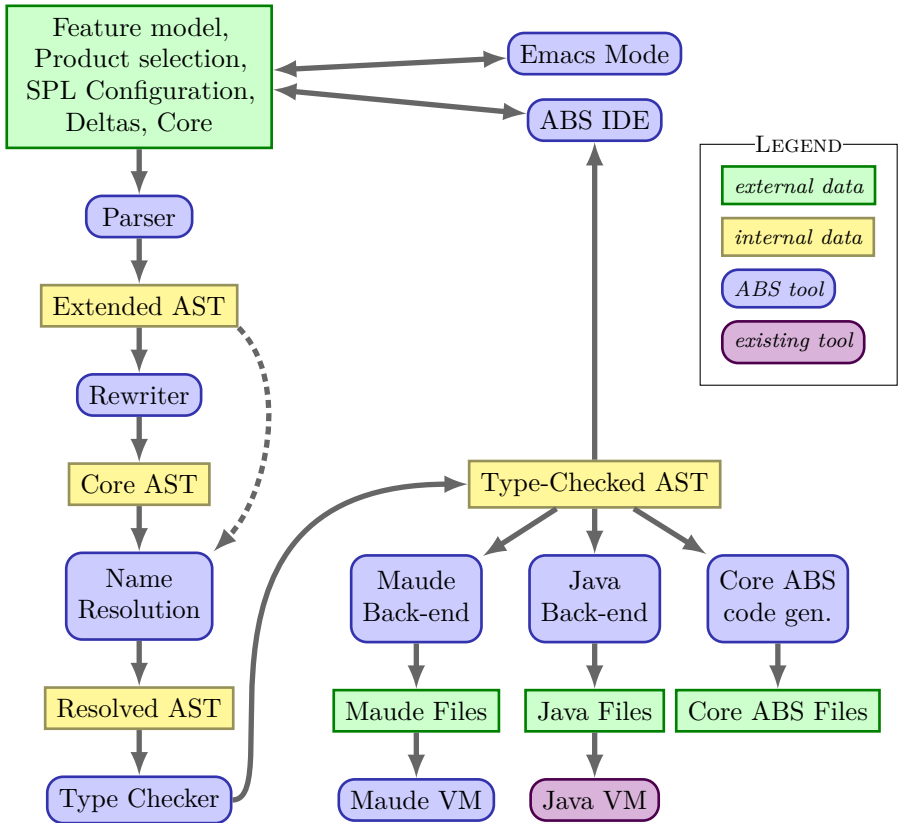 Feature model,
Product selection,
SPL Configuration,
Deltas, Core
Emacs Mode
ABS IDE
LEGEND
external data
internal data
ABS tool
existing tool
Parser
Extended AST
Rewriter
Core AST
Type-Checked AST
Name
Resolution
Maude
Back-end
Java
Back-end
Core ABS
code gen.
Resolved AST
Maude Files
Java Files
Core ABS Files
Type Checker
Maude VM
Java VM